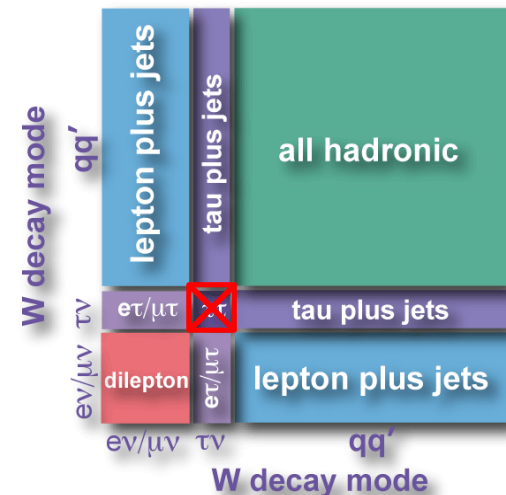 lepton plus jets
tau plus jets
all hadronic
W decay mode
qq′
τν
eν/μν
eτ/μτ
tau plus jets
dilepton
eτ/μτ
lepton plus jets
eν/μν
τν
qq′
W decay mode